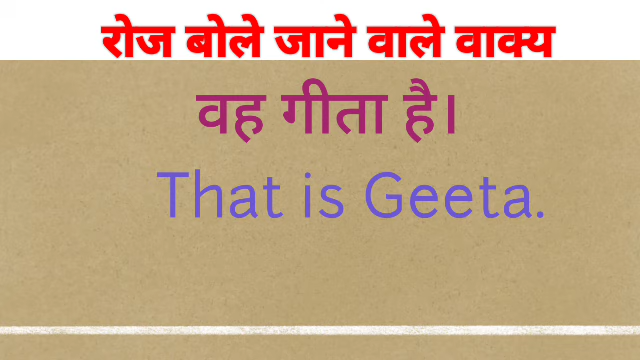 रोज बोले जाने वाले वाक्य
वह गीता है।
That is Geeta.